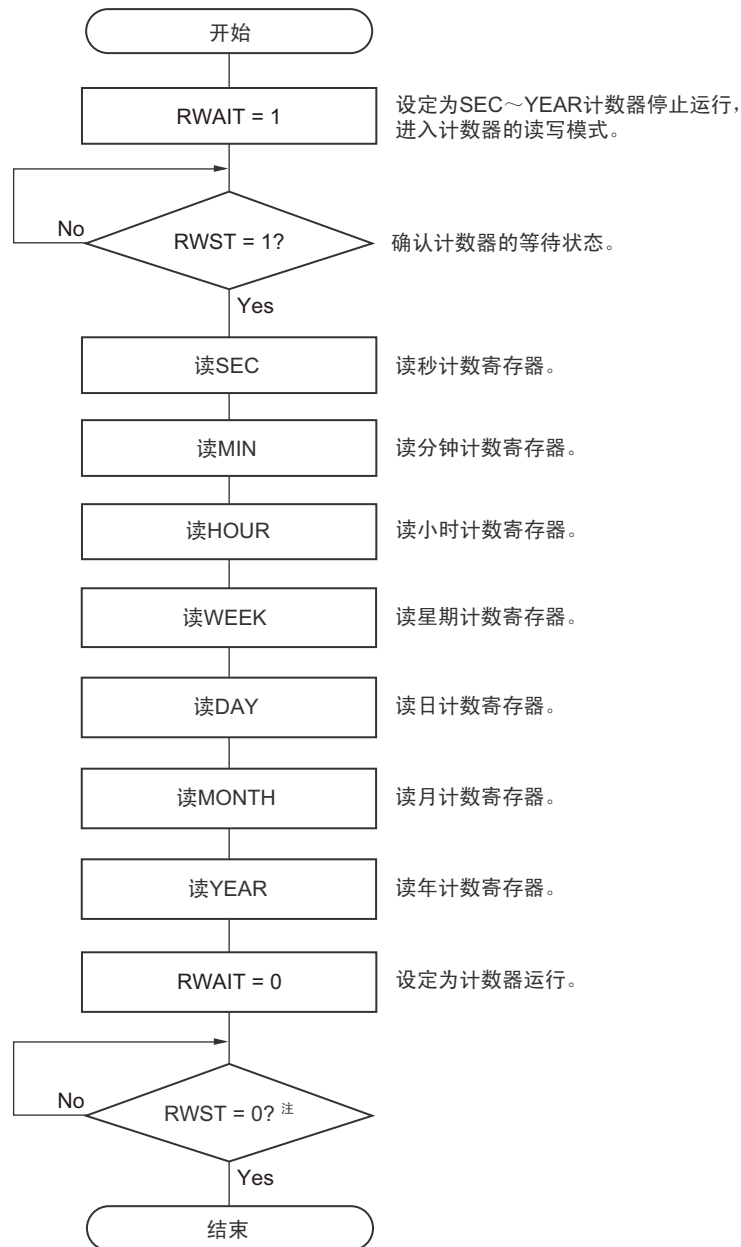 开始
RWAIT = 1
设定为SEC～YEAR计数器停止运行，
进入计数器的读写模式。
No
RWST = 1?
确认计数器的等待状态。
Yes
读SEC
读秒计数寄存器。
读MIN
读分钟计数寄存器。
读HOUR
读小时计数寄存器。
读WEEK
读星期计数寄存器。
读DAY
读日计数寄存器。
读MONTH
读月计数寄存器。
读YEAR
读年计数寄存器。
RWAIT = 0
设定为计数器运行。
No
RWST = 0? 注
Yes
结束